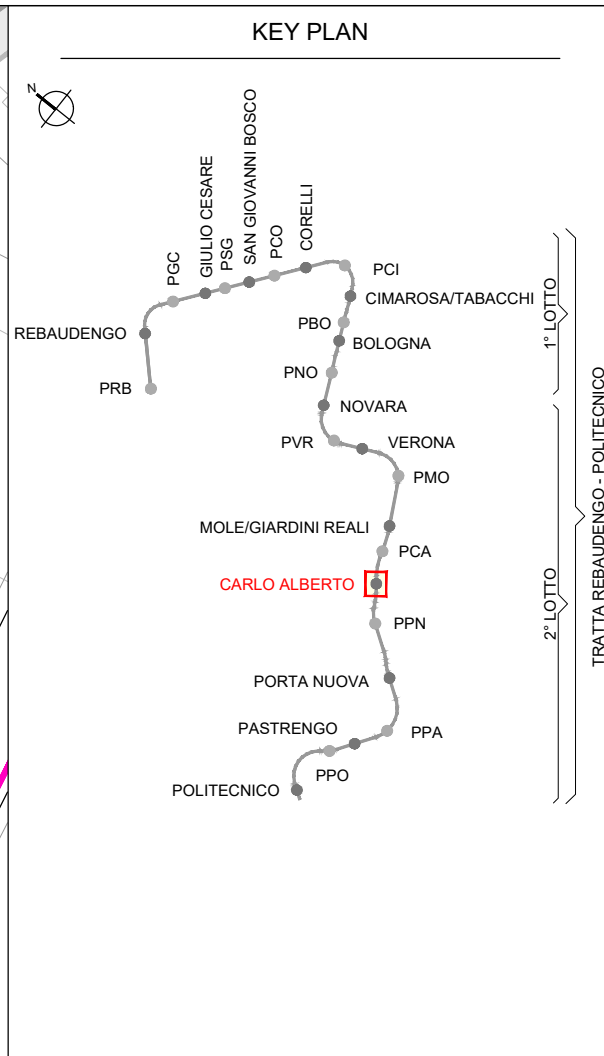 KEY PLAN
N
PGC
GIULIO CESARE
PSG
SAN GIOVANNI BOSCO
PCO
CORELLI
PCI
CIMAROSA/TABACCHI
REBAUDENGO
PBO
BOLOGNA
PRB
PNO
NOVARA
PVR
VERONA
PMO
MOLE/GIARDINI REALI
PCA
CARLO ALBERTO
PPN
PORTA NUOVA
PASTRENGO
PPA
PPO
POLITECNICO
1° LOTTO
2° LOTTO
TRATTA REBAUDENGO - POLITECNICO